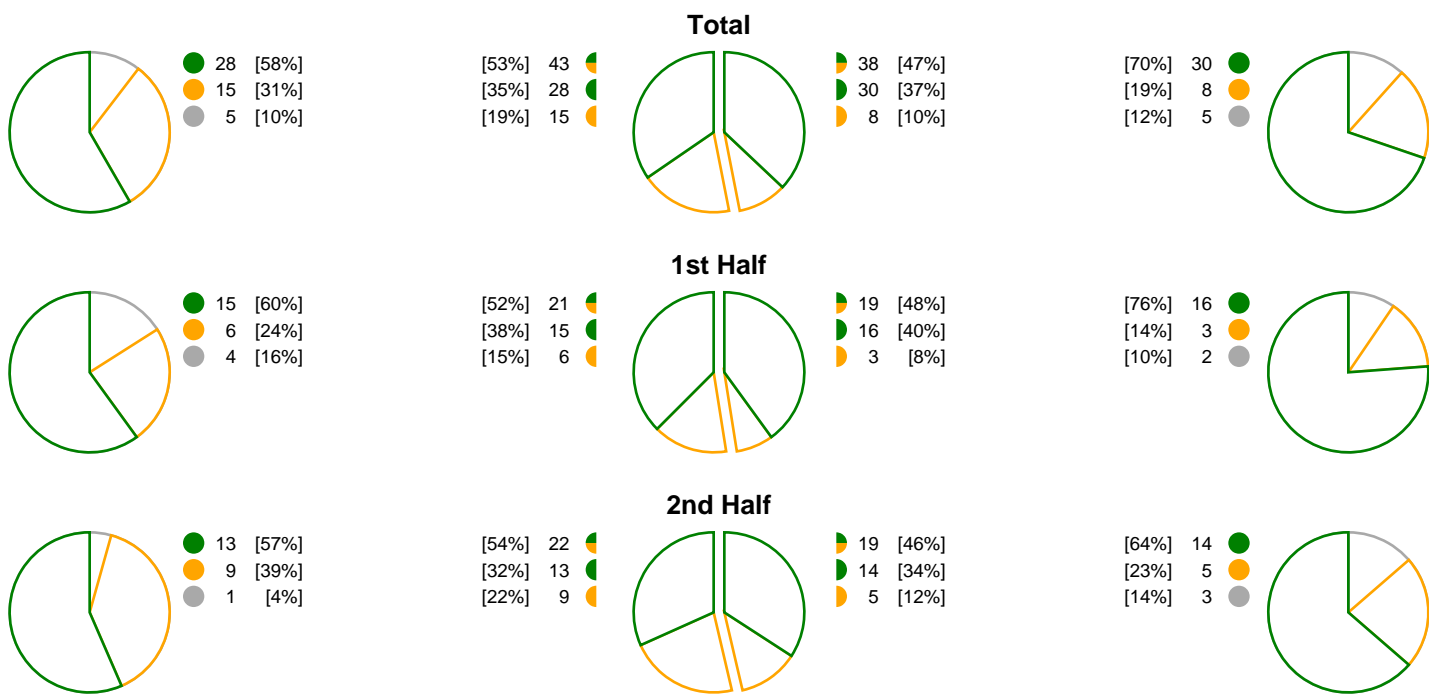 Total
28 [58%] [53%] 43 38 [47%] [70%] 30
15 [31%] [35%] 28 30 [37%] [19%] 8
5 [10%] [19%] 15 8 [10%] [12%] 5
1st Half
15 [60%] [52%] 21 19 [48%] [76%] 16
6 [24%] [38%] 15 16 [40%] [14%] 3
4 [16%] [15%] 6 3 [8%] [10%] 2
2nd Half
13 [57%] [54%] 22 19 [46%] [64%] 14
9 [39%] [32%] 13 14 [34%] [23%] 5
1 [4%] [22%] 9 5 [12%] [14%] 3